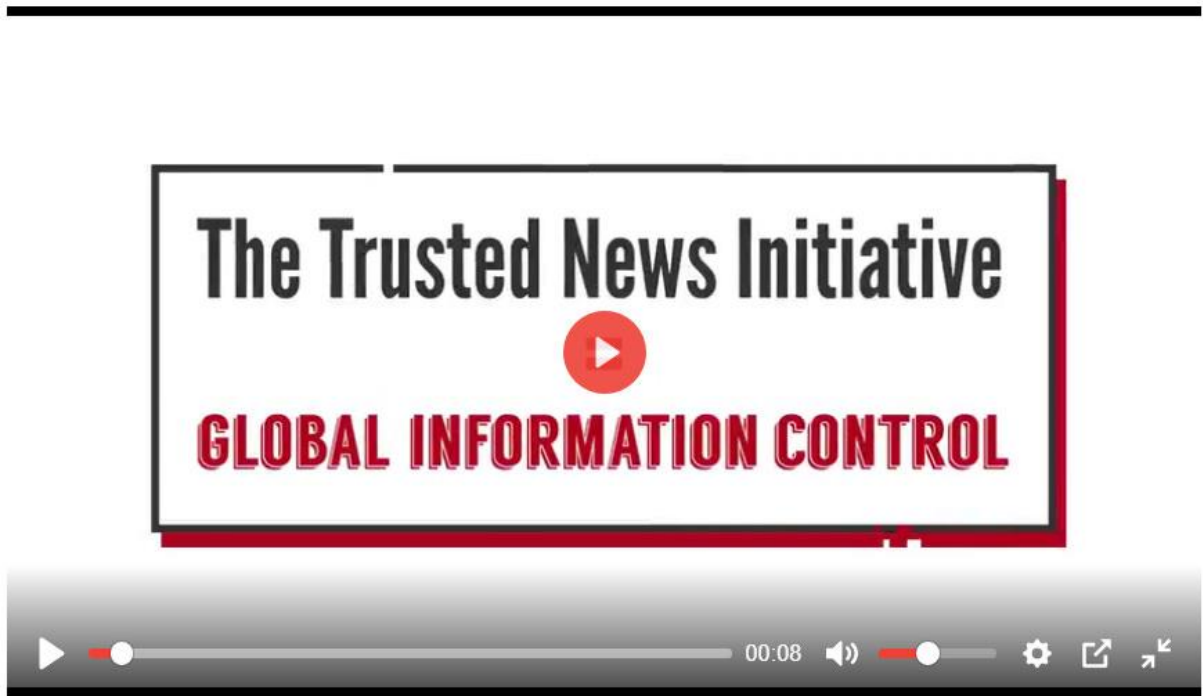 The Trusted News Initiative
=
GLOBAL INFORMATION CONTROL
00:08